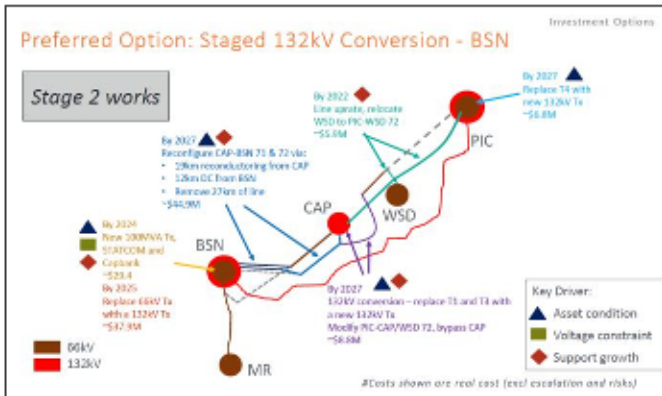 Investment Options
Preferred Option: Staged 132kV Conversion - BSN
Stage 2 works
By 2022
Line uprate, relocate
WSD to PIC-WSD 72
~$5.9M
By 2027
Replace T4 with
new 132kV Tx
~$6.8M
PIC
By 2027
Reconfigure CAP-BSN 71 & 72 via:
• 19km reconductoring from CAP
• 12km DC from BSN
• Remove 27km of line
~$44.9M
CAP
WSD
By 2024
New 100MVA Tx,
STATCOM and
Capbank
~$29.4
By 2025
Replace 66kV Tx
with a 132kV Tx
~$37.9M
BSN
By 2027
132kV conversion – replace T1 and T3 with
a new 132kV Tx
Modify PIC-CAP/WSD 72, bypass CAP
~$8.8M
Key Driver:
Asset condition
Voltage constraint
Support growth
66kV
132kV
MR
#Costs shown are real cost (excl escalation and risks)